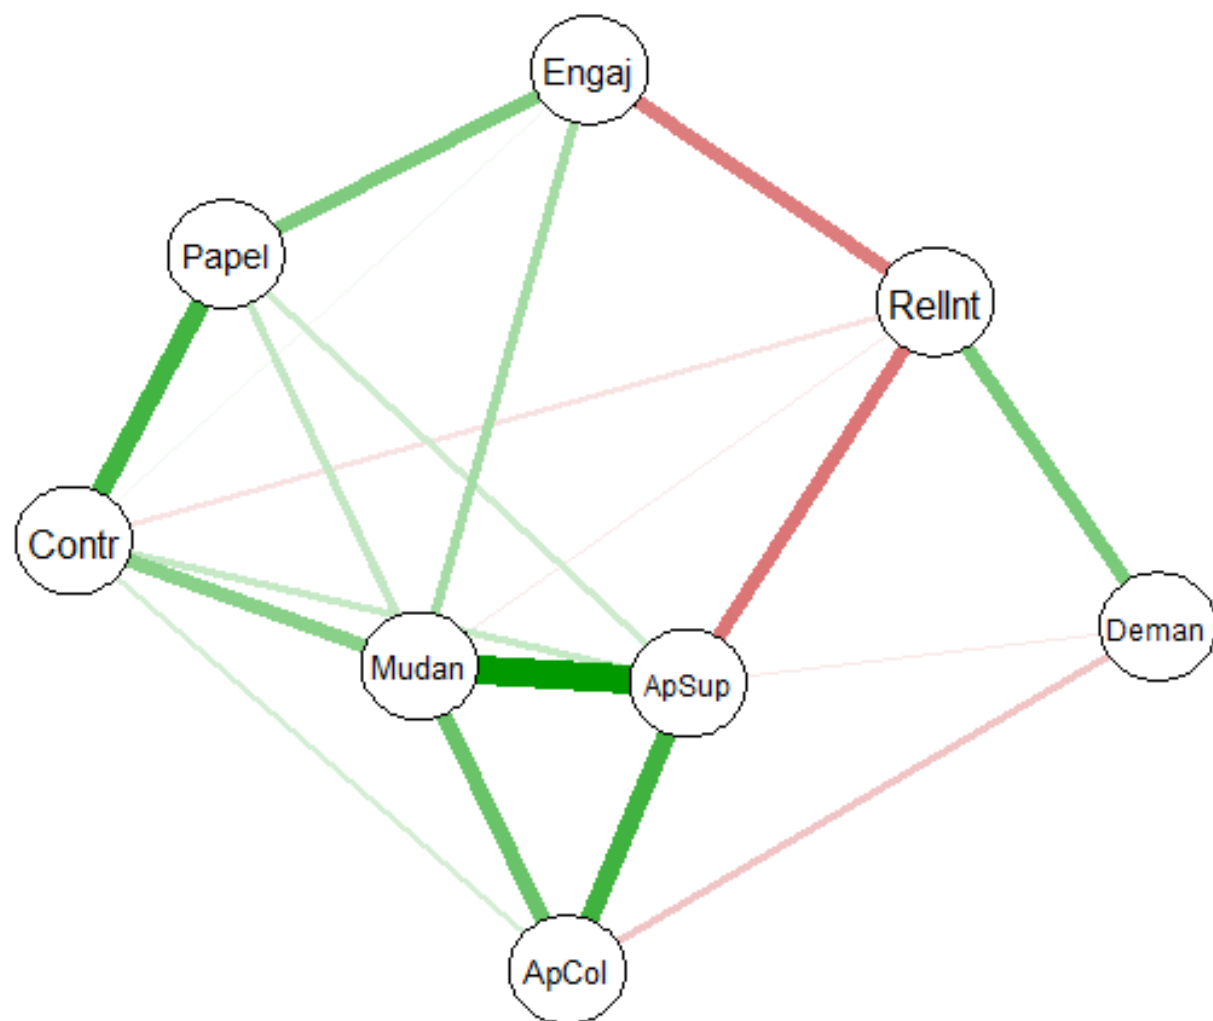 Engaj
Papel
RelInt
Contr
Deman
Mudan
ApSup
ApCol